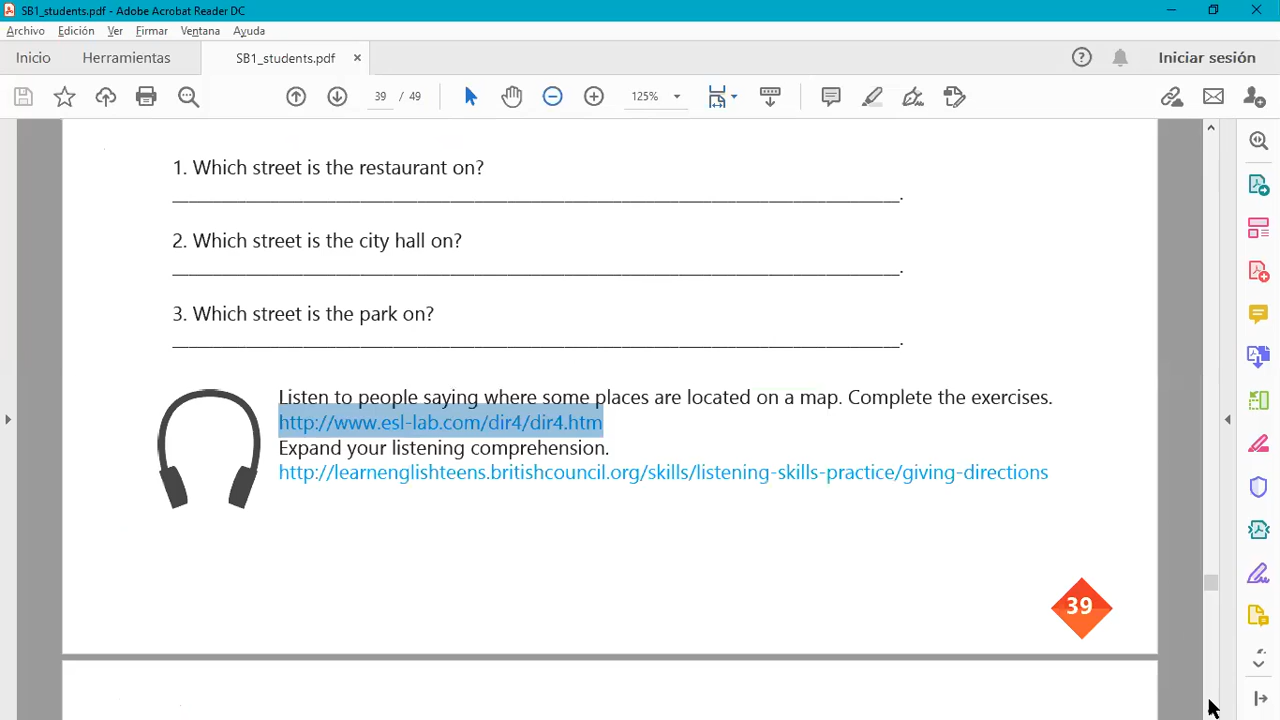 SB1_students.pdf - Adobe Acrobat Reader DC
Archivo Edición Ver Firmar Ventana Ayuda
Inicio Herramientas SB1_students.pdf × Iniciar sesión
39 / 49 125%
1. Which street is the restaurant on?
.
2. Which street is the city hall on?
.
3. Which street is the park on?
.
Listen to people saying where some places are located on a map. Complete the exercises.
http://www.esl-lab.com/dir4/dir4.htm
Expand your listening comprehension.
http://learnenglishteens.britishcouncil.org/skills/listening-skills-practice/giving-directions
39